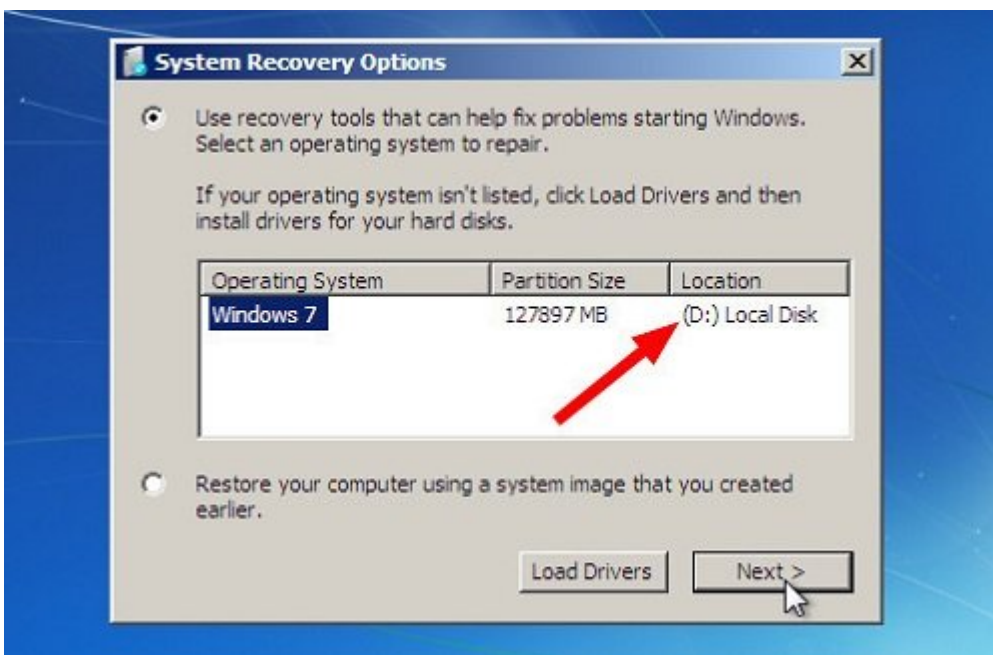 System Recovery Options
Use recovery tools that can help fix problems starting Windows.
Select an operating system to repair.
If your operating system isn't listed, click Load Drivers and then
install drivers for your hard disks.
Operating System Partition Size Location
Windows 7 127897 MB (D:) Local Disk
Restore your computer using a system image that you created
earlier.
Load Drivers Next >